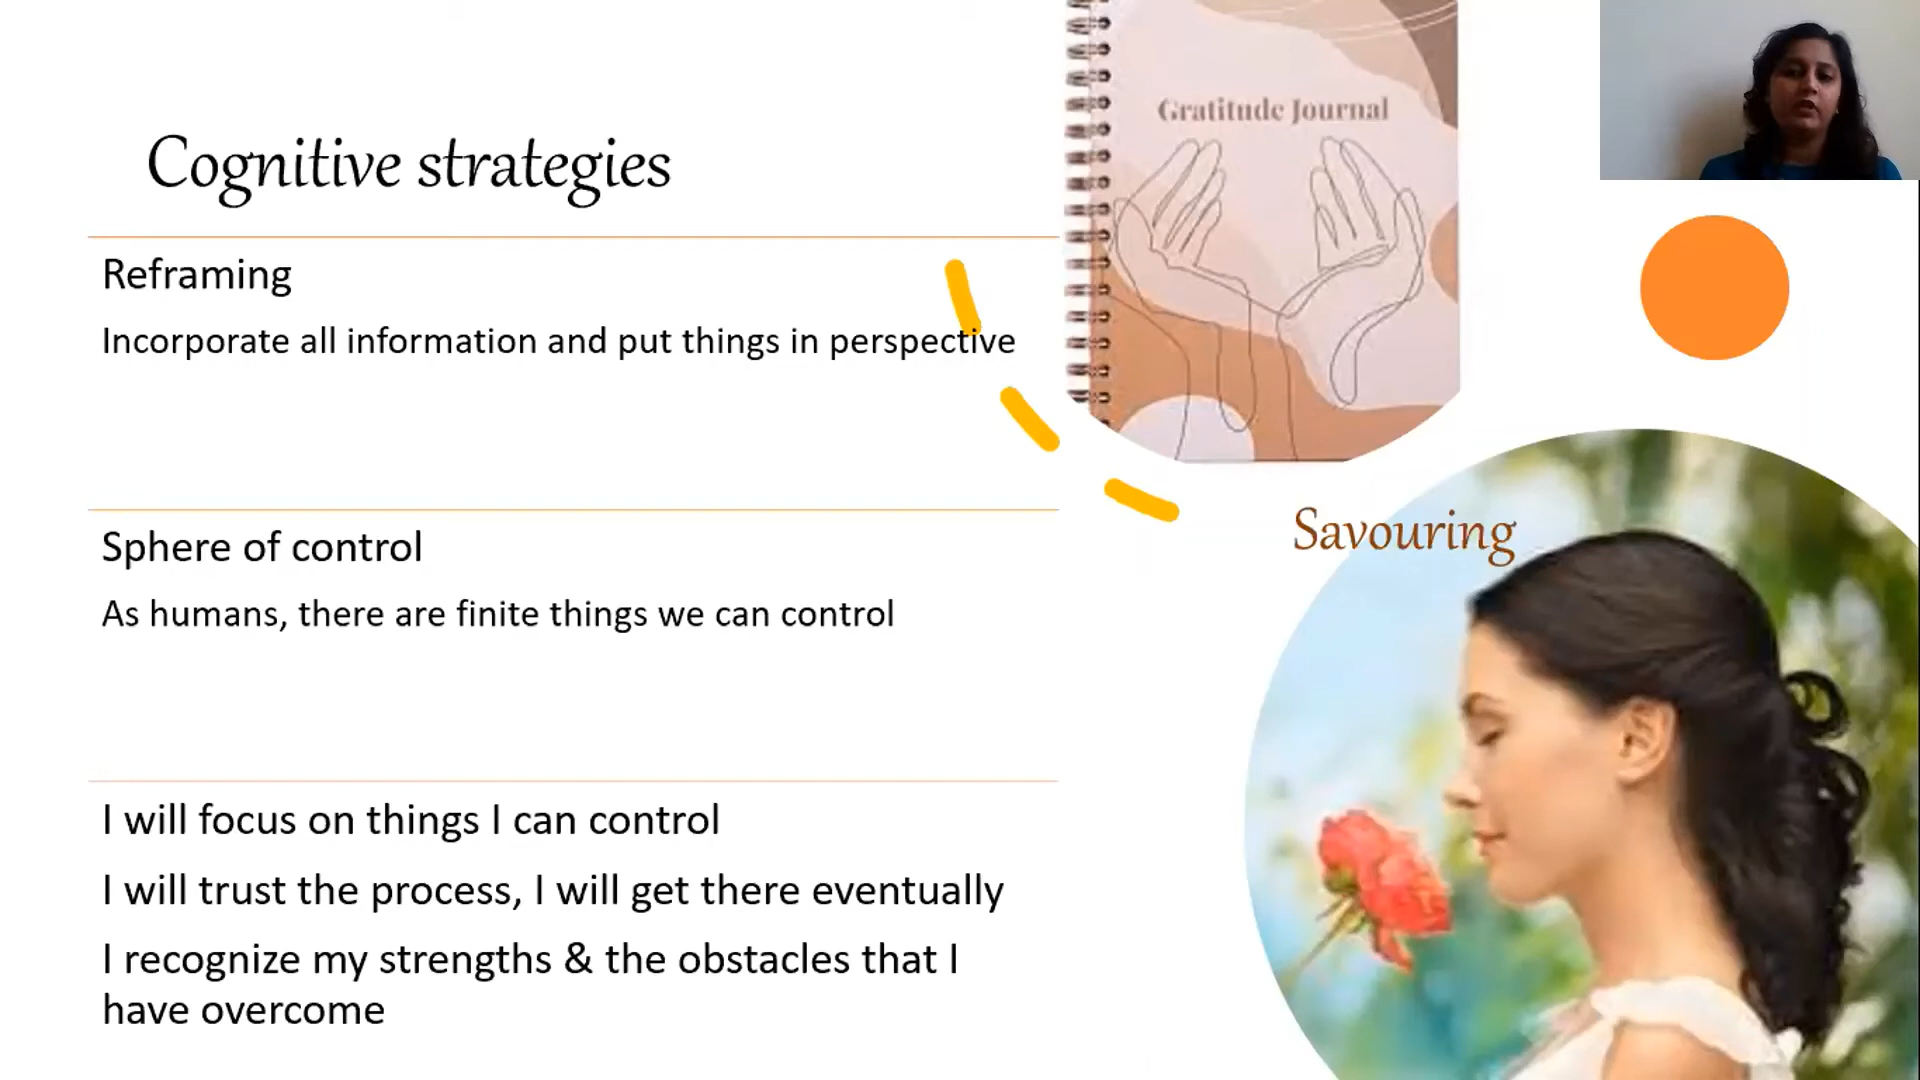 Cognitive strategies
Reframing
Incorporate all information and put things in perspective
Sphere of control
As humans, there are finite things we can control
I will focus on things I can control
I will trust the process, I will get there eventually
I recognize my strengths & the obstacles that I
have overcome
Gratitude Journal
Savouring